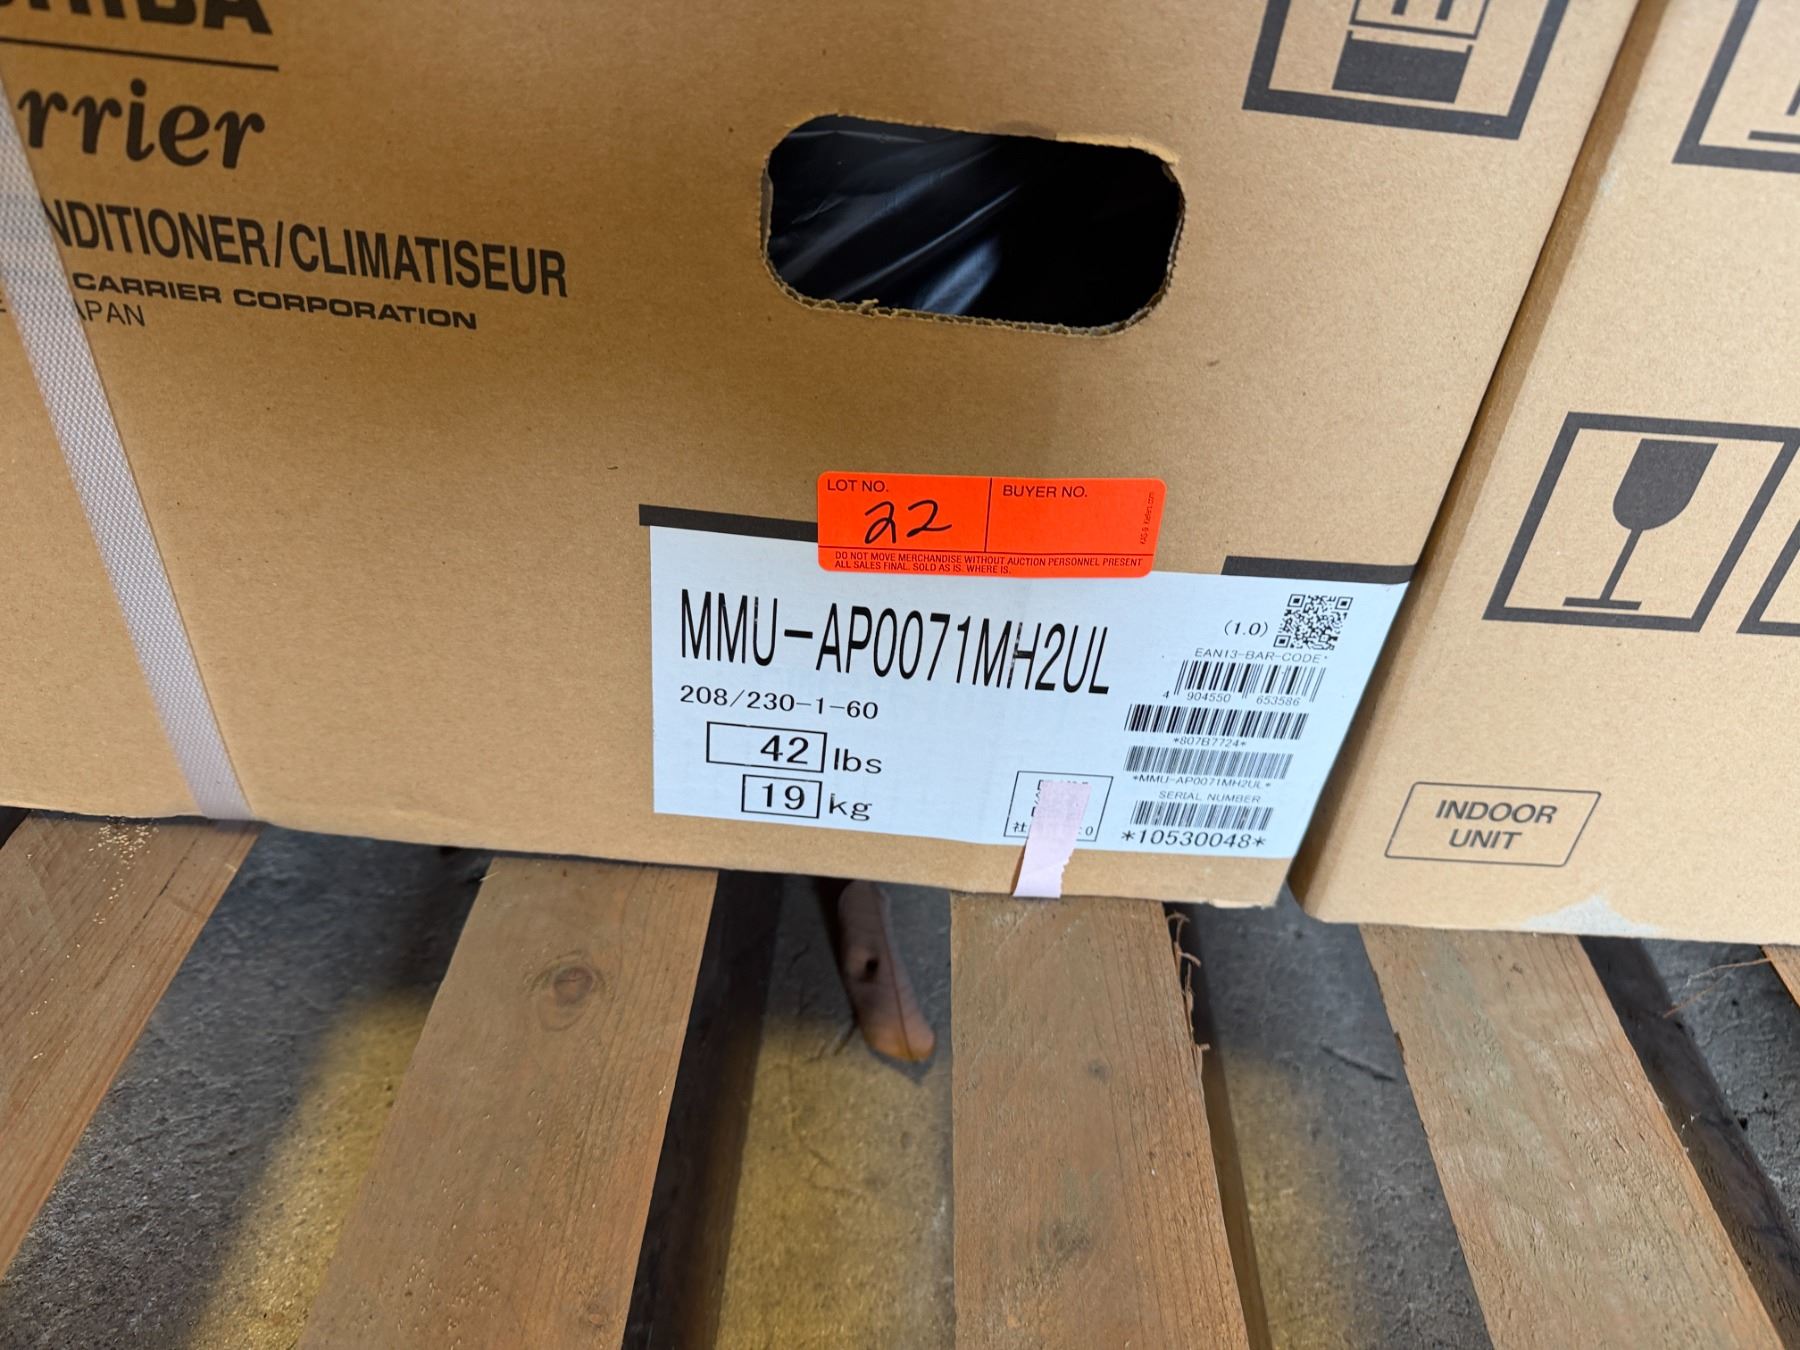 rrier
NDITIONER/CLIMATISEUR
CARRIER CORPORATION
APAN
LOT NO.
22
BUYER NO.
DO NOT MOVE MERCHANDISE WITHOUT AUCTION PERSONNEL PRESENT
ALL SALES FINAL. SOLD AS IS. WHERE IS.
MMU-AP0071MH2UL
208/230-1-60
42 lbs
19 kg
(1.0)
EAN13-BAR-CODE*
4 904550 653586
*807B7724*
*MMU-AP0071MH2UL*
SERIAL NUMBER
*10530048*
INDOOR
UNIT